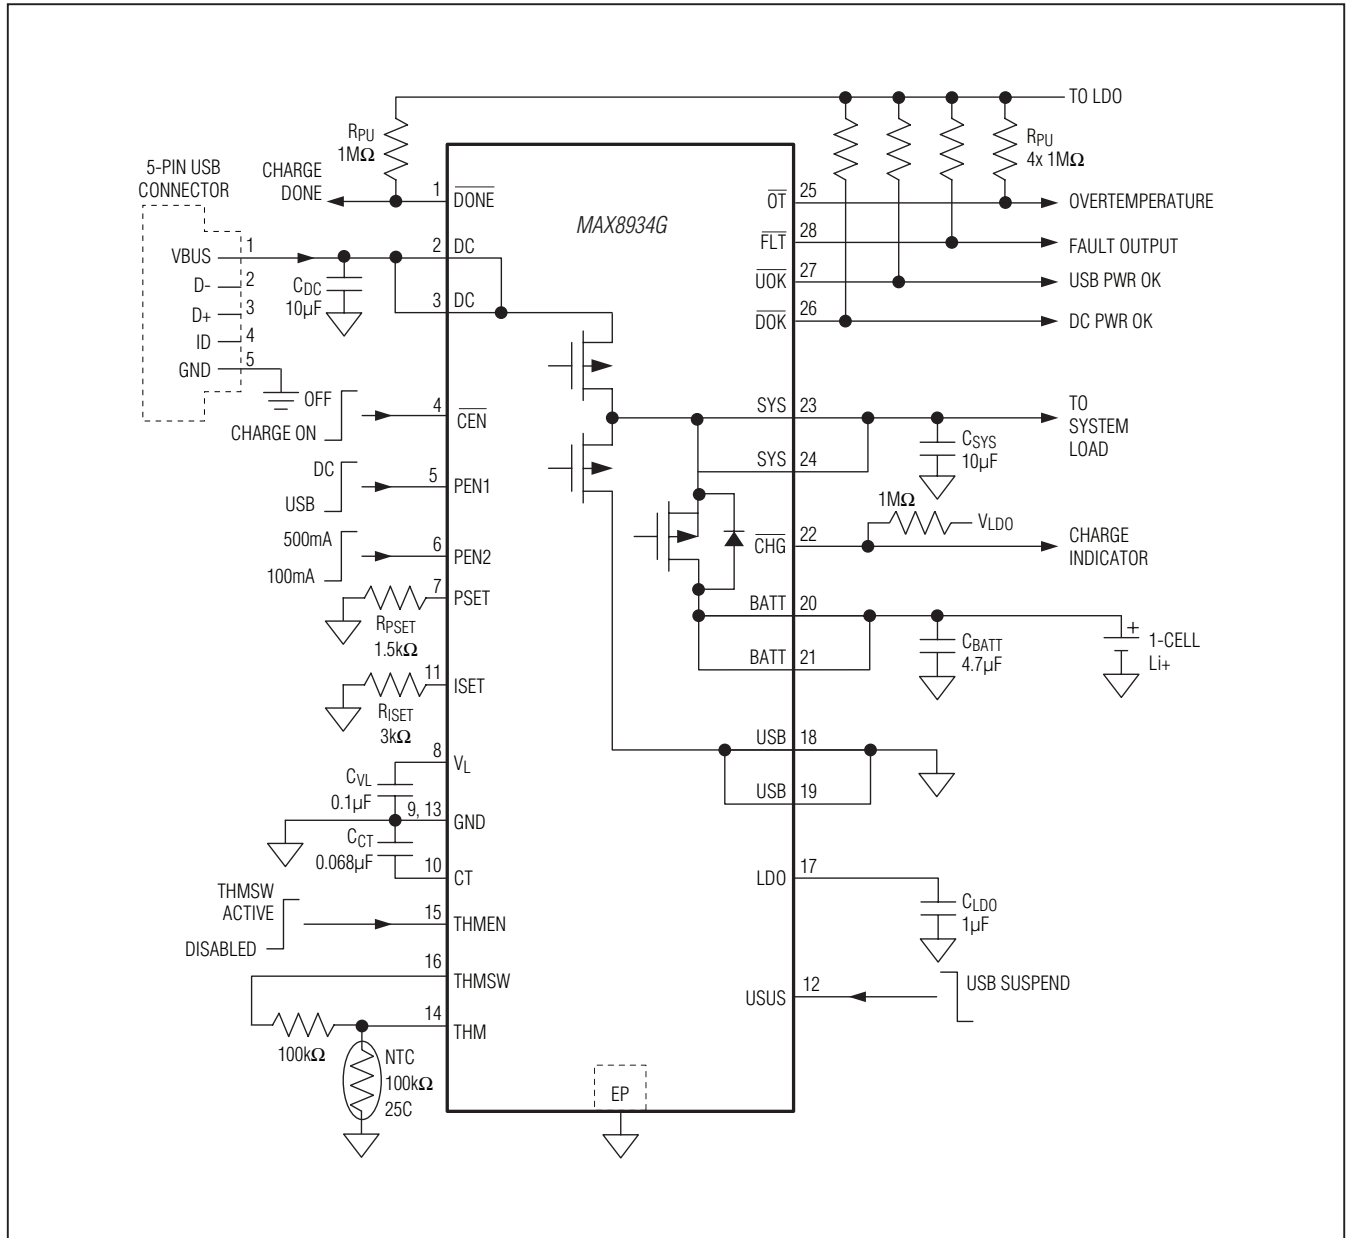 TO LDO
RPU
1MΩ
RPU
4x 1MΩ
5-PIN USB
CONNECTOR
CHARGE
DONE
1
DONE
MAX8934G
OT
25
OVERTEMPERATURE
FLT
28
FAULT OUTPUT
UOK
27
USB PWR OK
DOK
26
DC PWR OK
VBUS
1
D-
2
D+
3
ID
4
GND
5
CDC
10µF
2
DC
3
DC
OFF
CHARGE ON
4
CEN
DC
USB
5
PEN1
500mA
100mA
6
PEN2
7
PSET
RPSET
1.5kΩ
11
ISET
RISET
3kΩ
8
VL
CVL
0.1µF
9, 13
GND
CCT
0.068µF
10
CT
THMSW
ACTIVE
DISABLED
15
THMEN
16
THMSW
14
THM
100kΩ
NTC
100kΩ
25C
EP
SYS
23
TO
SYSTEM
LOAD
SYS
24
CSYS
10µF
1MΩ
VLDO
CHG
22
CHARGE
INDICATOR
BATT
20
BATT
21
CBATT
4.7µF
1-CELL
Li+
+
USB
18
USB
19
LDO
17
CLDO
1µF
USUS
12
USB SUSPEND